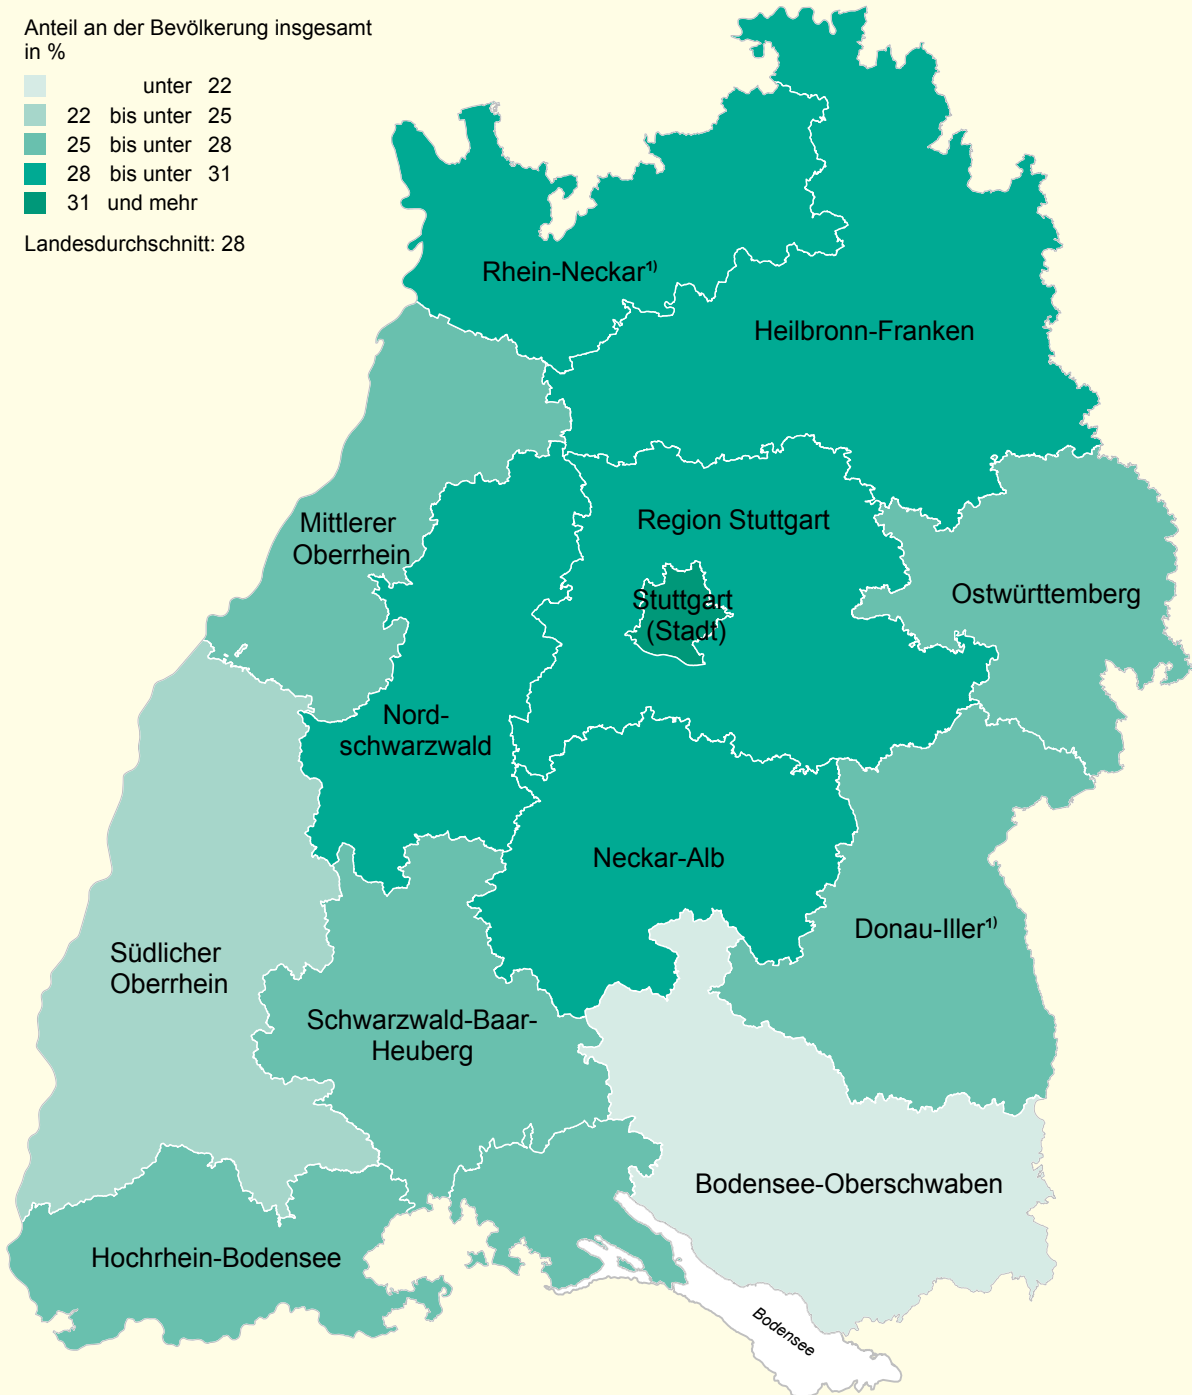 Anteil an der Bevölkerung insgesamt
in %
unter 22
22 bis unter 25
25 bis unter 28
28 bis unter 31
31 und mehr
Landesdurchschnitt: 28
Rhein-Neckar¹⁾
Heilbronn-Franken
Mittlerer
Oberrhein
Region Stuttgart
Stuttgart
(Stadt)
Ostwürttemberg
Nord-
schwarzwald
Neckar-Alb
Donau-Iller¹⁾
Südlicher
Oberrhein
Schwarzwald-Baar-
Heuberg
Bodensee-Oberschwaben
Hochrhein-Bodensee
Bodensee